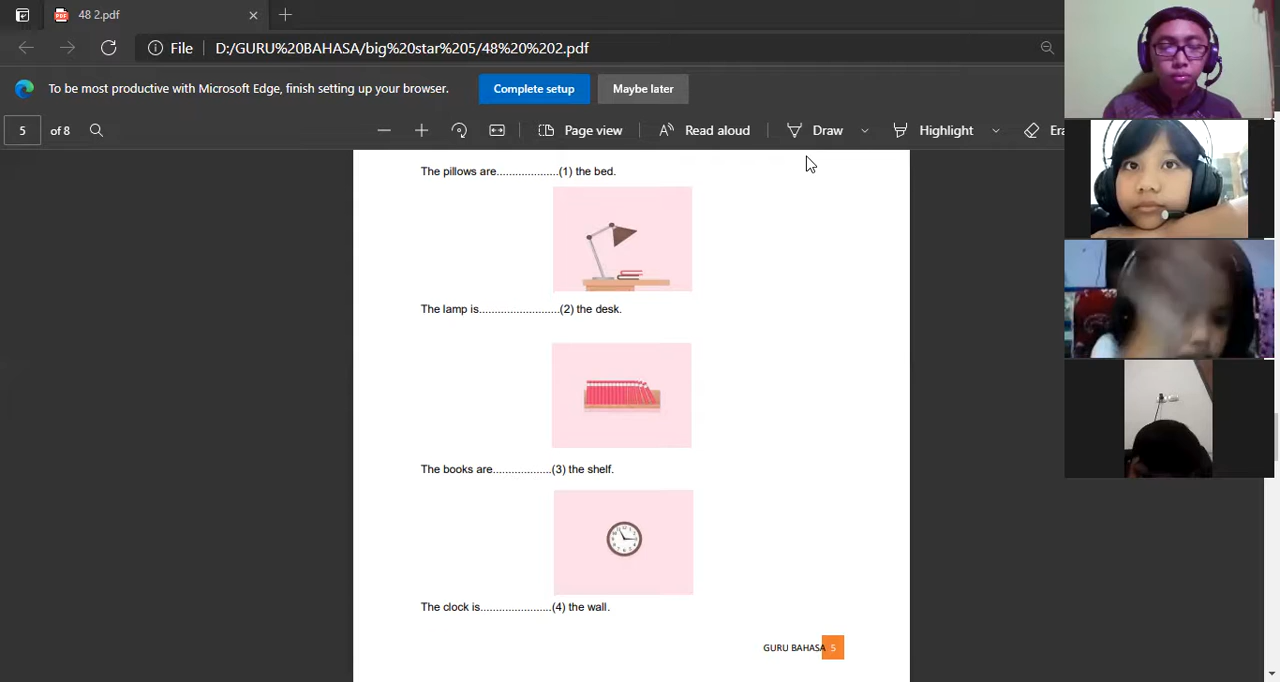 48 2.pdf
File
D:/GURU%20BAHASA/big%20star%205/48%20%202.pdf
To be most productive with Microsoft Edge, finish setting up your browser.
Complete setup
Maybe later
5 of 8
Page view
Read aloud
Draw
Highlight
Era
The pillows are....................(1) the bed.
The lamp is..........................(2) the desk.
The books are...................(3) the shelf.
The clock is.......................(4) the wall.
GURU BAHASA 5